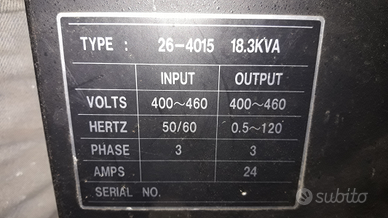 TYPE : 26-4015 18.3KVA
INPUT OUTPUT
VOLTS 400~460 400~460
HERTZ 50/60 0.5~120
PHASE 3 3
AMPS 24
SERIAL NO.
subito